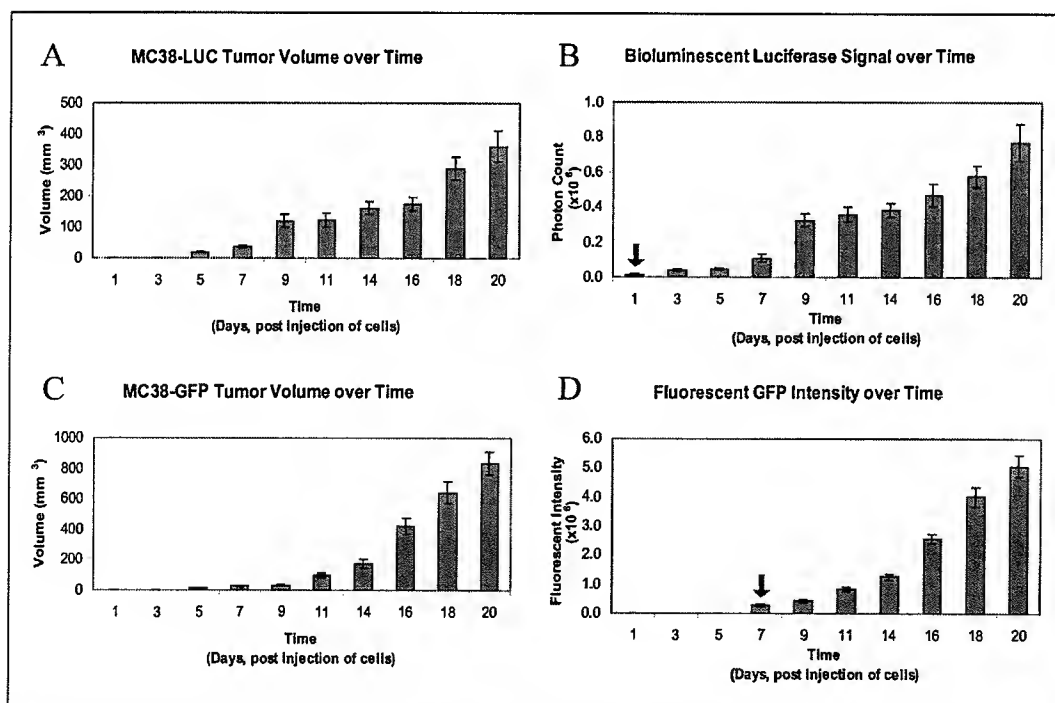 A
MC38-LUC Tumor Volume over Time
Volume (mm ³)
500
400
300
200
100
0
1 3 5 7 9 11 14 16 18 20
Time
(Days, post Injection of cells)
B
Bioluminescent Luciferase Signal over Time
Photon Count
(x10⁶)
1.0
0.8
0.6
0.4
0.2
0.0
1 3 5 7 9 11 14 16 18 20
Time
(Days, post Injection of cells)
C
MC38-GFP Tumor Volume over Time
Volume (mm ³)
1000
800
600
400
200
0
1 3 5 7 9 11 14 16 18 20
Time
(Days, post Injection of cells)
D
Fluorescent GFP Intensity over Time
Fluorescent Intensity
(x10⁶)
6.0
5.0
4.0
3.0
2.0
1.0
0.0
1 3 5 7 9 11 14 16 18 20
Time
(Days, post Injection of cells)